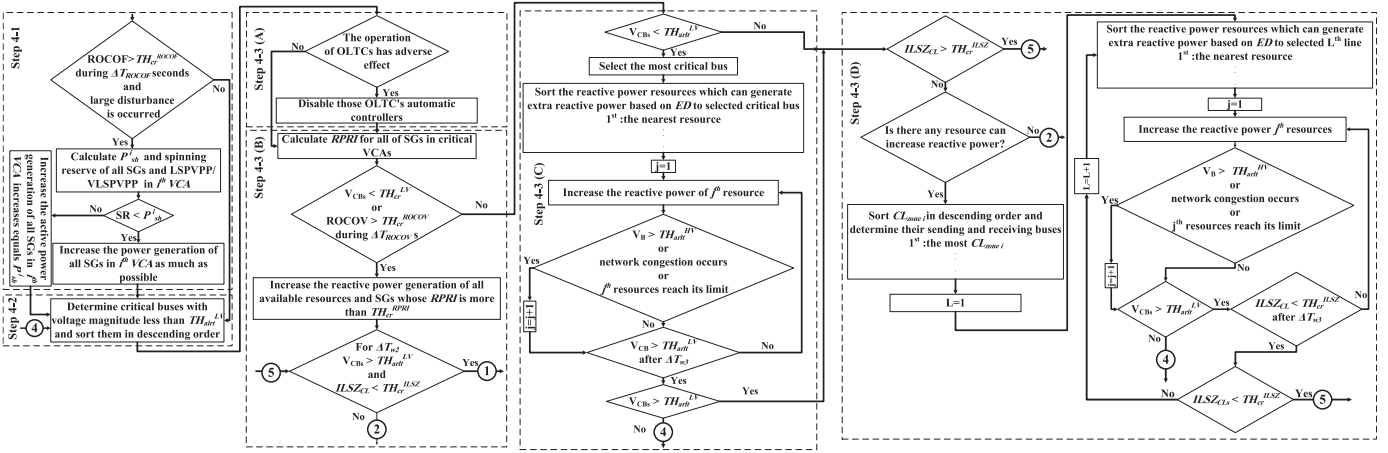 Step 4-1
ROCOF> TH_cr^ROCOF
during ΔT_ROCOF seconds
and
large disturbance
is occurred
No
Yes
Calculate P^i_sh and spinning
reserve of all SGs and LSPVPP/
VLSPVPP in i^th VCA
SR < P^i_sh
No
Yes
Increase the power generation of
all SGs in i^th VCA as much as
possible
Increase the active power
generation of all SGs in i^th
VCA increases equals P^i_sh
Step 4-2
4
Determine critical buses with
voltage magnitude less than TH_alrt^LV
and sort them in descending order
Step 4-3 (A)
The operation
of OLTCs has adverse
effect
No
Yes
Disable those OLTC's automatic
controllers
Step 4-3 (B)
Calculate RPRI for all of SGs in critical
VCAs
V_CBs < TH_cr^LV
or
ROCOV > TH_cr^ROCOV
during ΔT_ROCOV s
No
Yes
Increase the reactive power generation of all
available resources and SGs whose RPRI is more
than TH_cr^RPRI
5
For ΔT_w2
V_CBs > TH_arlt^LV
and
ILSZ_CL < TH_cr^ILSZ
Yes
1
No
2
Step 4-3 (C)
V_CBs < TH_arlt^LV
No
Yes
Select the most critical bus
Sort the reactive power resources which can generate
extra reactive power based on ED to selected critical bus
1^st :the nearest resource
j=1
Increase the reactive power of j^th resource
V_B > TH_arlt^HV
or
network congestion occurs
or
j^th resources reach its limit
Yes
j=j+1
No
V_CB > TH_arlt^LV
after ΔT_w3
No
Yes
V_CBs > TH_arlt^LV
Yes
No
4
Step 4-3 (D)
ILSZ_CL > TH_cr^ILSZ
Yes
5
No
Is there any resource can
increase reactive power?
No
2
Yes
Sort CL_zone i in descending order and
determine their sending and receiving buses
1^st :the most CL_zone i
L=1
Sort the reactive power resources which can generate
extra reactive power based on ED to selected L^th line
1^st :the nearest resource
j=1
Increase the reactive power j^th resources
L=L+1
V_B > TH_arlt^HV
or
network congestion occurs
or
j^th resources reach its limit
Yes
j=j+1
No
V_CBs > TH_arlt^LV
Yes
ILSZ_CL < TH_cr^ILSZ
after ΔT_w3
No
No
4
Yes
ILSZ_CLs < TH_cr^ILSZ
No
Yes
5